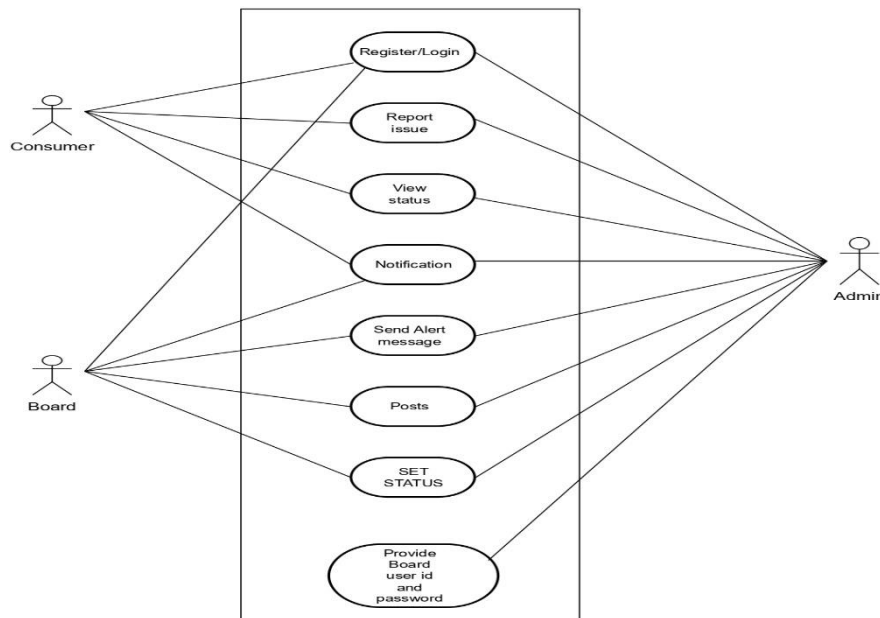 Register/Login
Report
issue
Consumer
View
status
Notification
Admin
Send Alert
message
Board
Posts
SET
STATUS
Provide
Board
user id
and
password